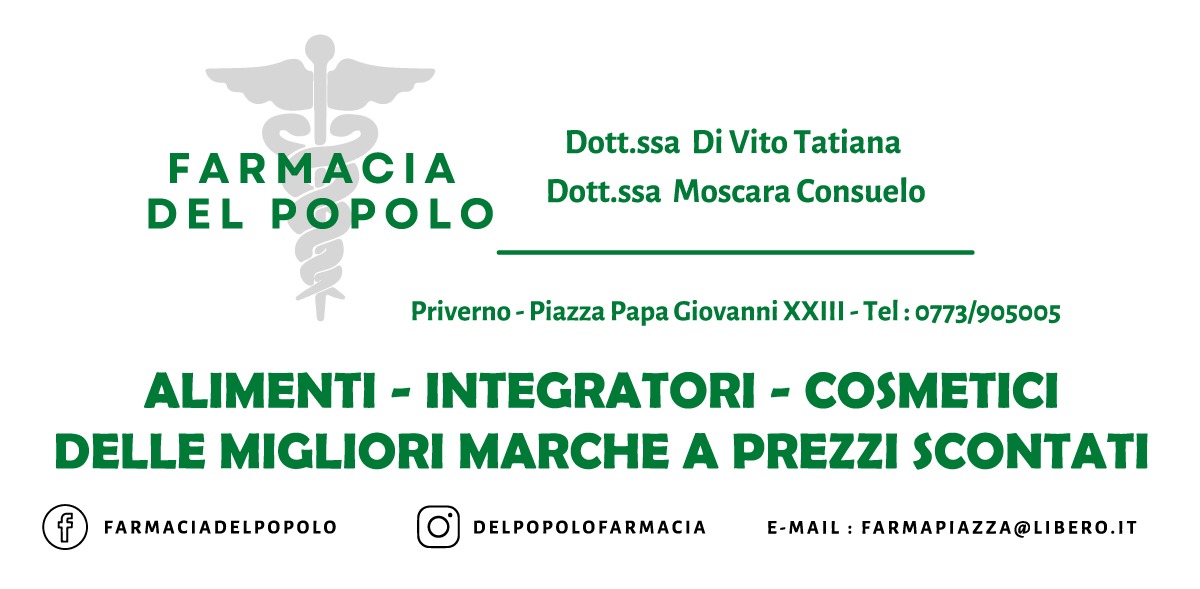 FARMACIA
DEL POPOLO
Dott.ssa Di Vito Tatiana
Dott.ssa Moscara Consuelo
Priverno - Piazza Papa Giovanni XXIII - Tel : 0773/905005
ALIMENTI - INTEGRATORI - COSMETICI
DELLE MIGLIORI MARCHE A PREZZI SCONTATI
FARMACIADELPOPOLO
DELPOPOLOFARMACIA
E-MAIL : FARMAPIAZZA@LIBERO.IT